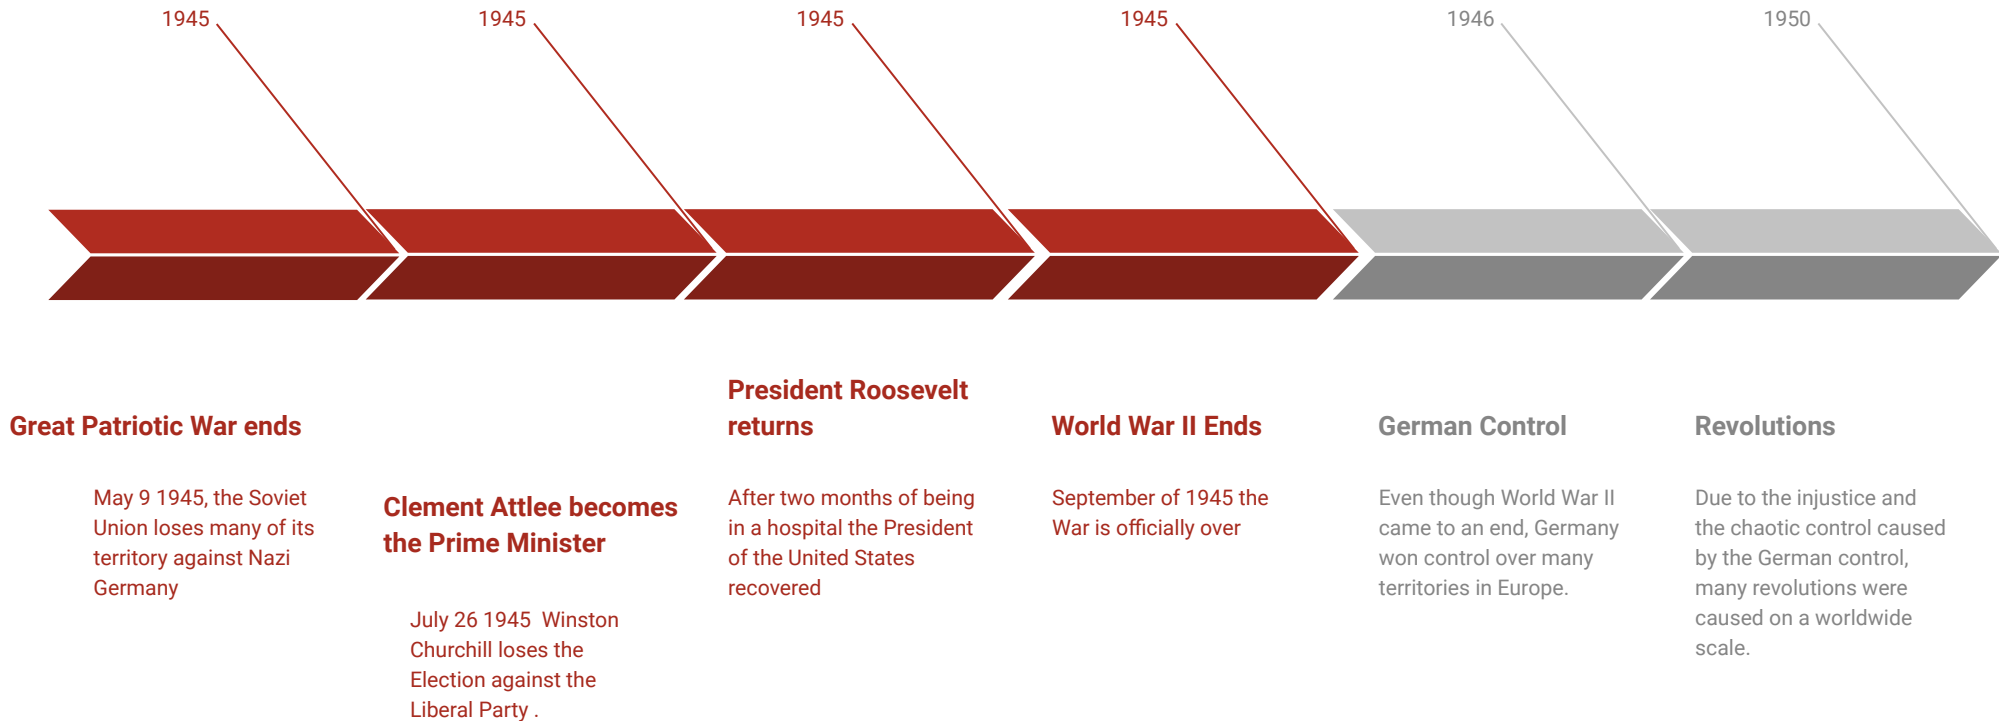 1945
1945
1945
1945
1946
1950
Great Patriotic War ends
May 9 1945, the Soviet
Union loses many of its
territory against Nazi
Germany
Clement Attlee becomes
the Prime Minister
July 26 1945  Winston
Churchill loses the
Election against the
Liberal Party .
President Roosevelt
returns
After two months of being
in a hospital the President
of the United States
recovered
World War II Ends
September of 1945 the
War is officially over
German Control
Even though World War II
came to an end, Germany
won control over many
territories in Europe.
Revolutions
Due to the injustice and
the chaotic control caused
by the German control,
many revolutions were
caused on a worldwide
scale.